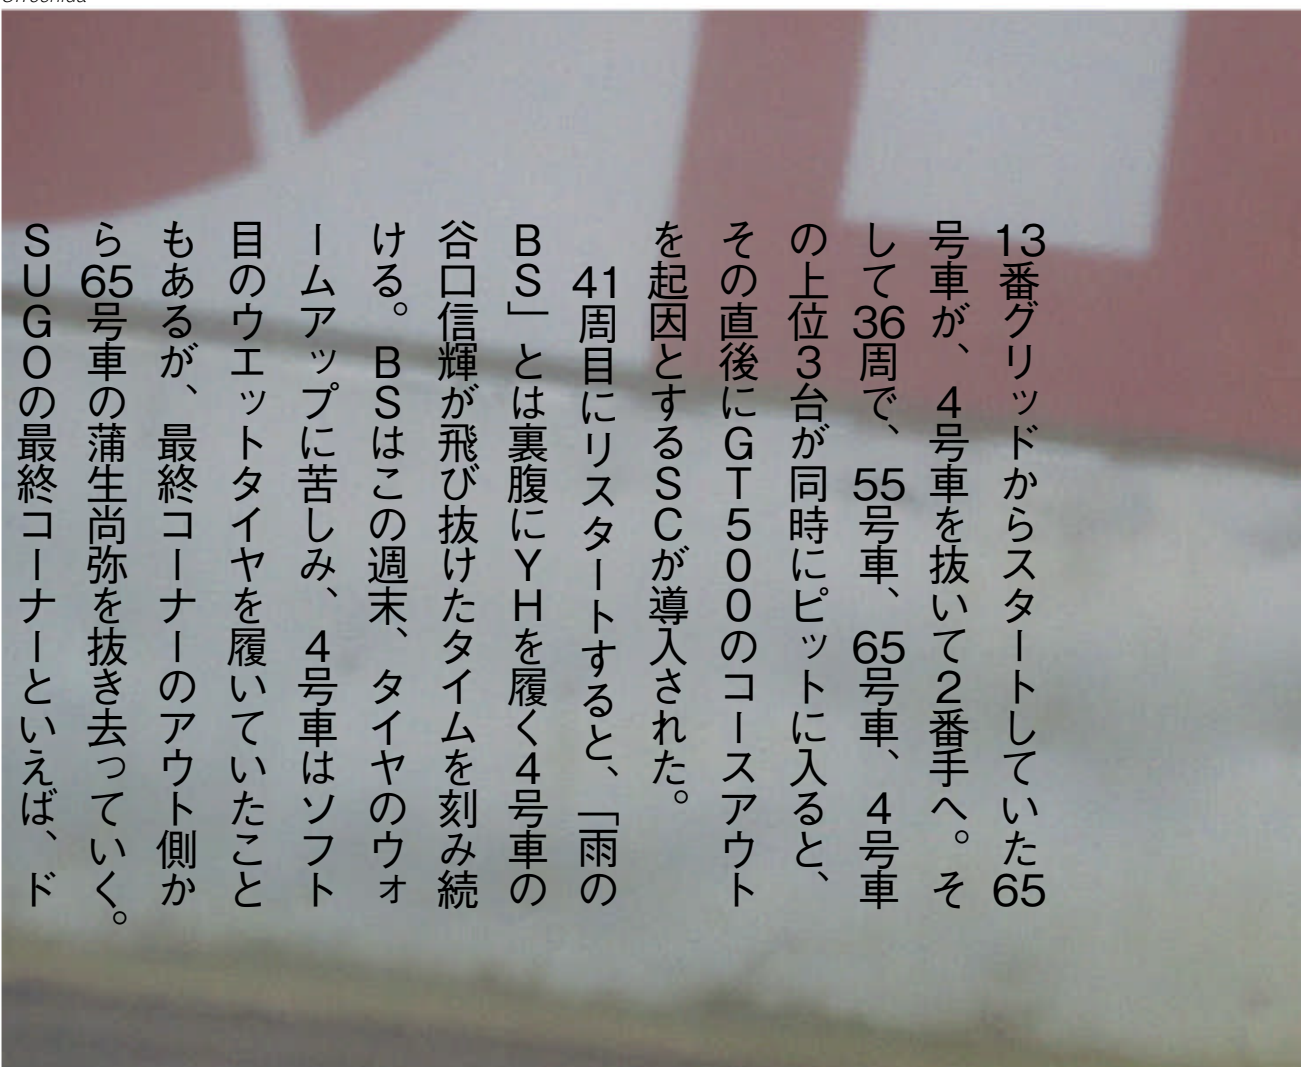 13番グリッドからスタートしていた65
号車が、4号車を抜いて2番手へ。そ
して36周で、55号車、65号車、4号車
の上位3台が同時にピットに入ると、
その直後にGT500のコースアウト
を起因とするSCが導入された。
41周目にリスタートすると、「雨の
BS」とは裏腹にYHを履く4号車の
谷口信輝が飛び抜けたタイムを刻み続
ける。BSはこの週末、タイヤのウォ
ームアップに苦しみ、4号車はソフト
目のウエットタイヤを履いていたこと
もあるが、最終コーナーのアウト側か
ら65号車の蒲生尚弥を抜き去っていく。
SUGOの最終コーナーといえば、ド